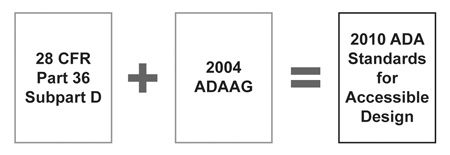 28 CFR
Part 36
Subpart D
+
2004
ADAAG
=
2010 ADA
Standards
for
Accessible
Design